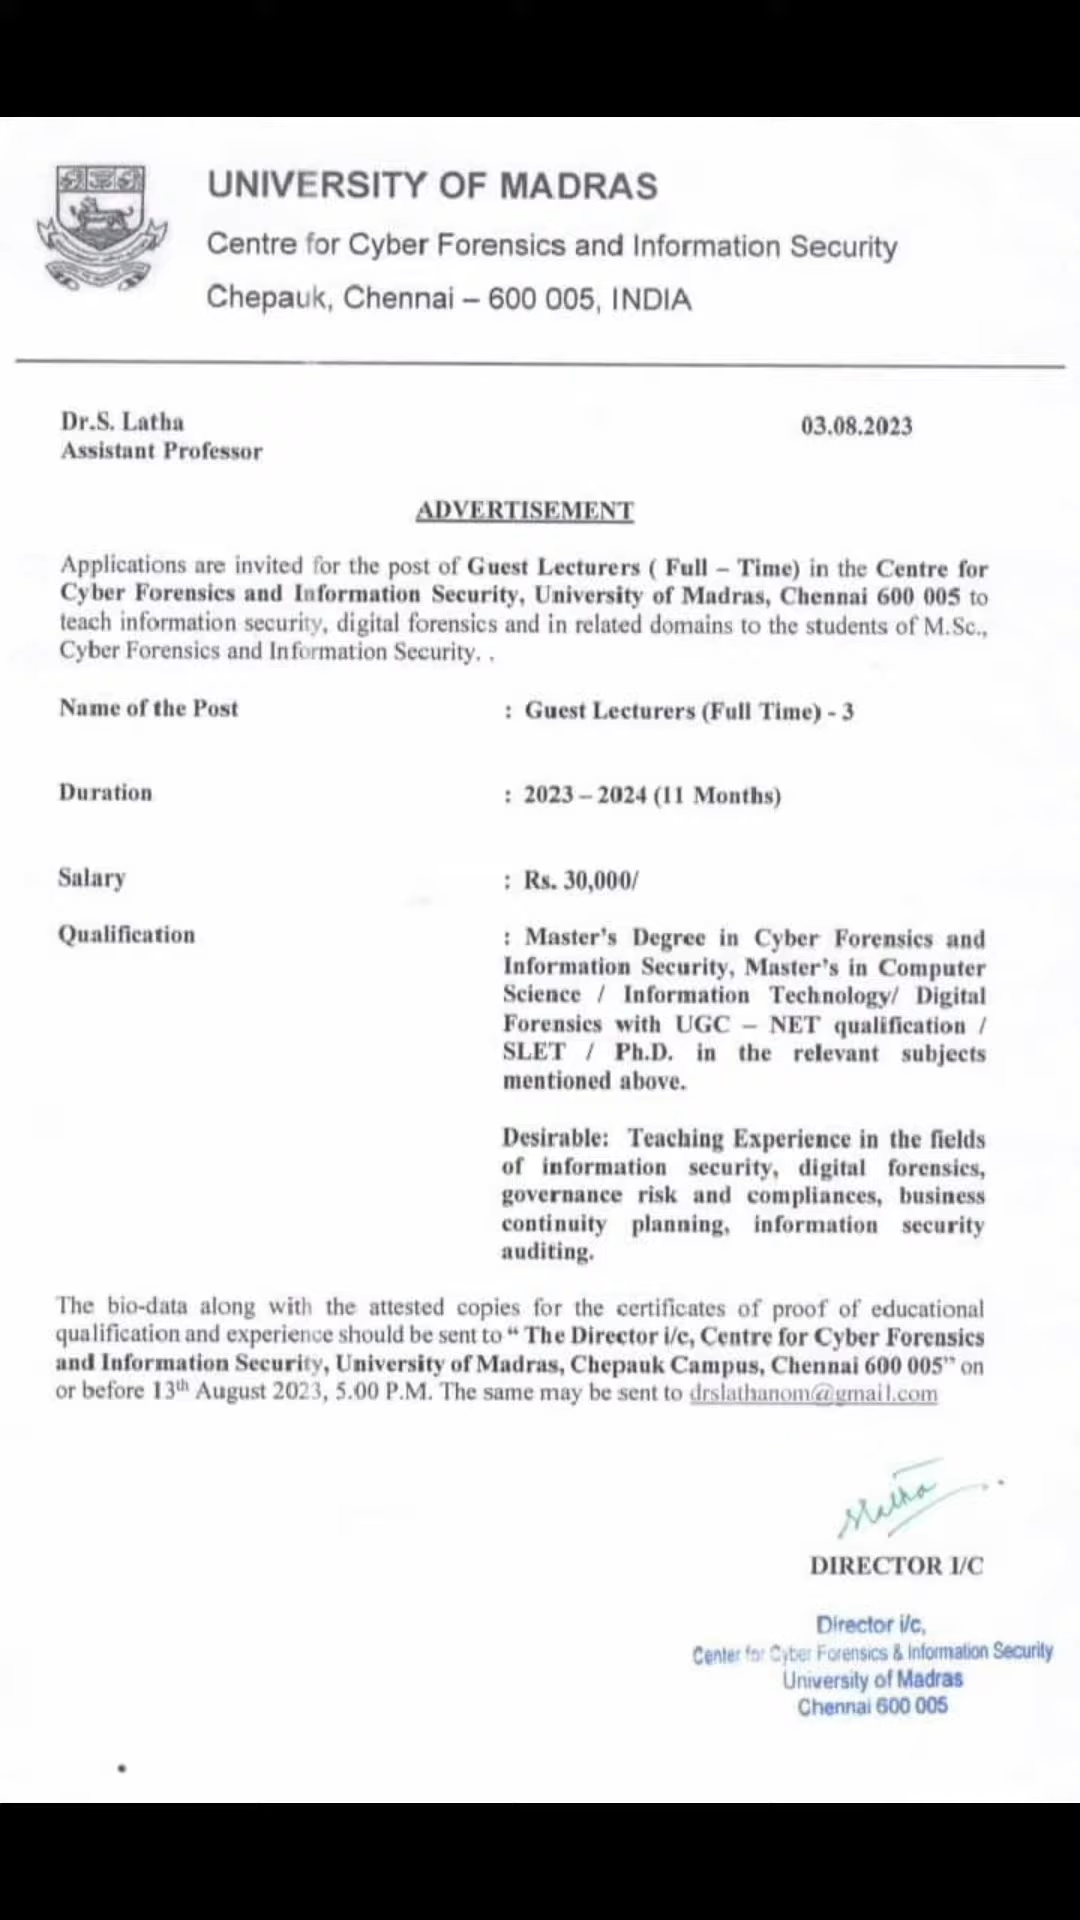 UNIVERSITY OF MADRAS
Centre for Cyber Forensics and Information Security
Chepauk, Chennai – 600 005, INDIA
Dr.S. Latha
03.08.2023
Assistant Professor
ADVERTISEMENT
Applications are invited for the post of Guest Lecturers ( Full – Time) in the Centre for
Cyber Forensics and Information Security, University of Madras, Chennai 600 005 to
teach information security, digital forensics and in related domains to the students of M.Sc.,
Cyber Forensics and Information Security. .
Name of the Post : Guest Lecturers (Full Time) - 3
Duration : 2023 – 2024 (11 Months)
Salary : Rs. 30,000/
Qualification : Master's Degree in Cyber Forensics and
Information Security, Master's in Computer
Science / Information Technology/ Digital
Forensics with UGC – NET qualification /
SLET / Ph.D. in the relevant subjects
mentioned above.
Desirable: Teaching Experience in the fields
of information security, digital forensics,
governance risk and compliances, business
continuity planning, information security
auditing.
The bio-data along with the attested copies for the certificates of proof of educational
qualification and experience should be sent to “ The Director i/c, Centre for Cyber Forensics
and Information Security, University of Madras, Chepauk Campus, Chennai 600 005” on
or before 13th August 2023, 5.00 P.M. The same may be sent to drslathanom@gmail.com
SLatha
DIRECTOR I/C
Director i/c,
Center for Cyber Forensics & Information Security
University of Madras
Chennai 600 005